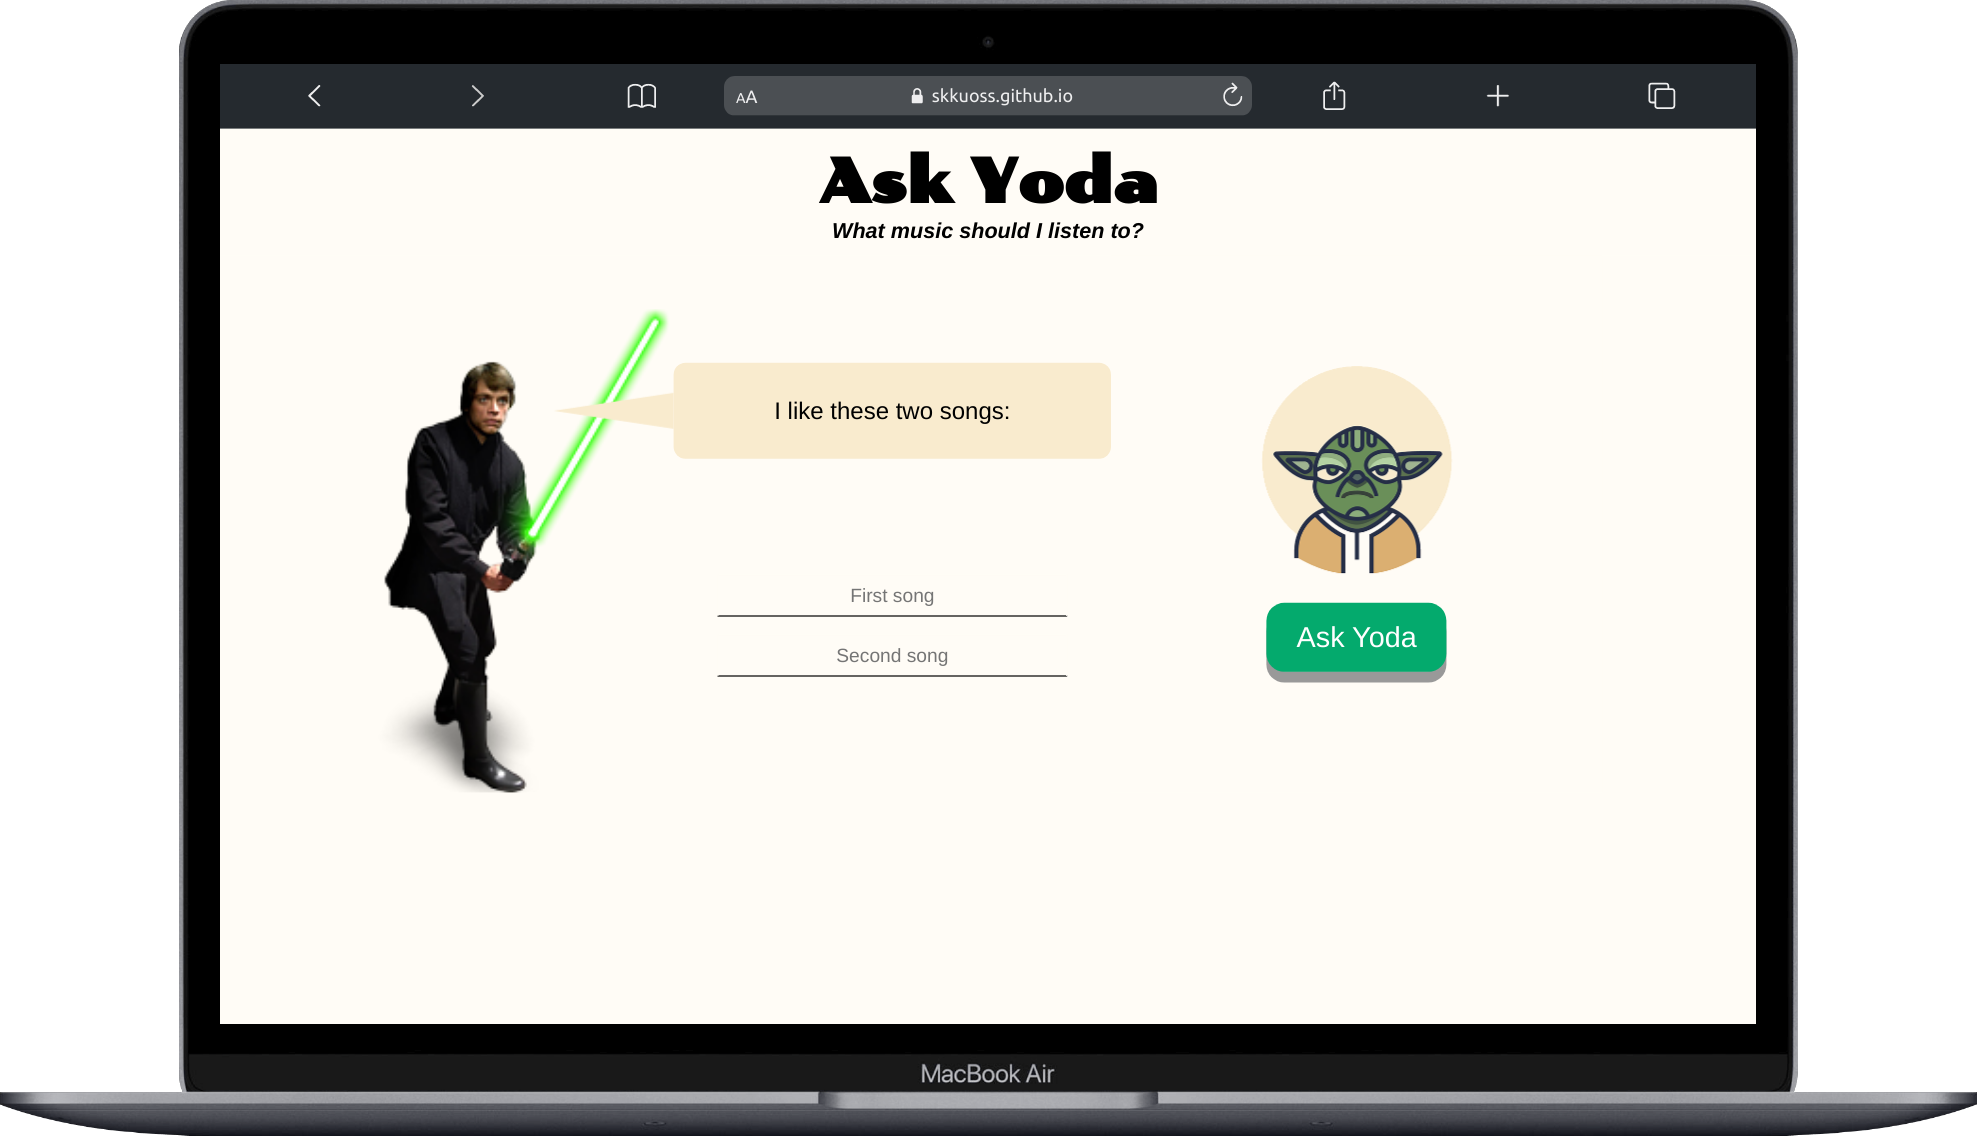 AA
skkuoss.github.io
Ask Yoda
What music should I listen to?
I like these two songs:
First song
Second song
Ask Yoda
MacBook Air